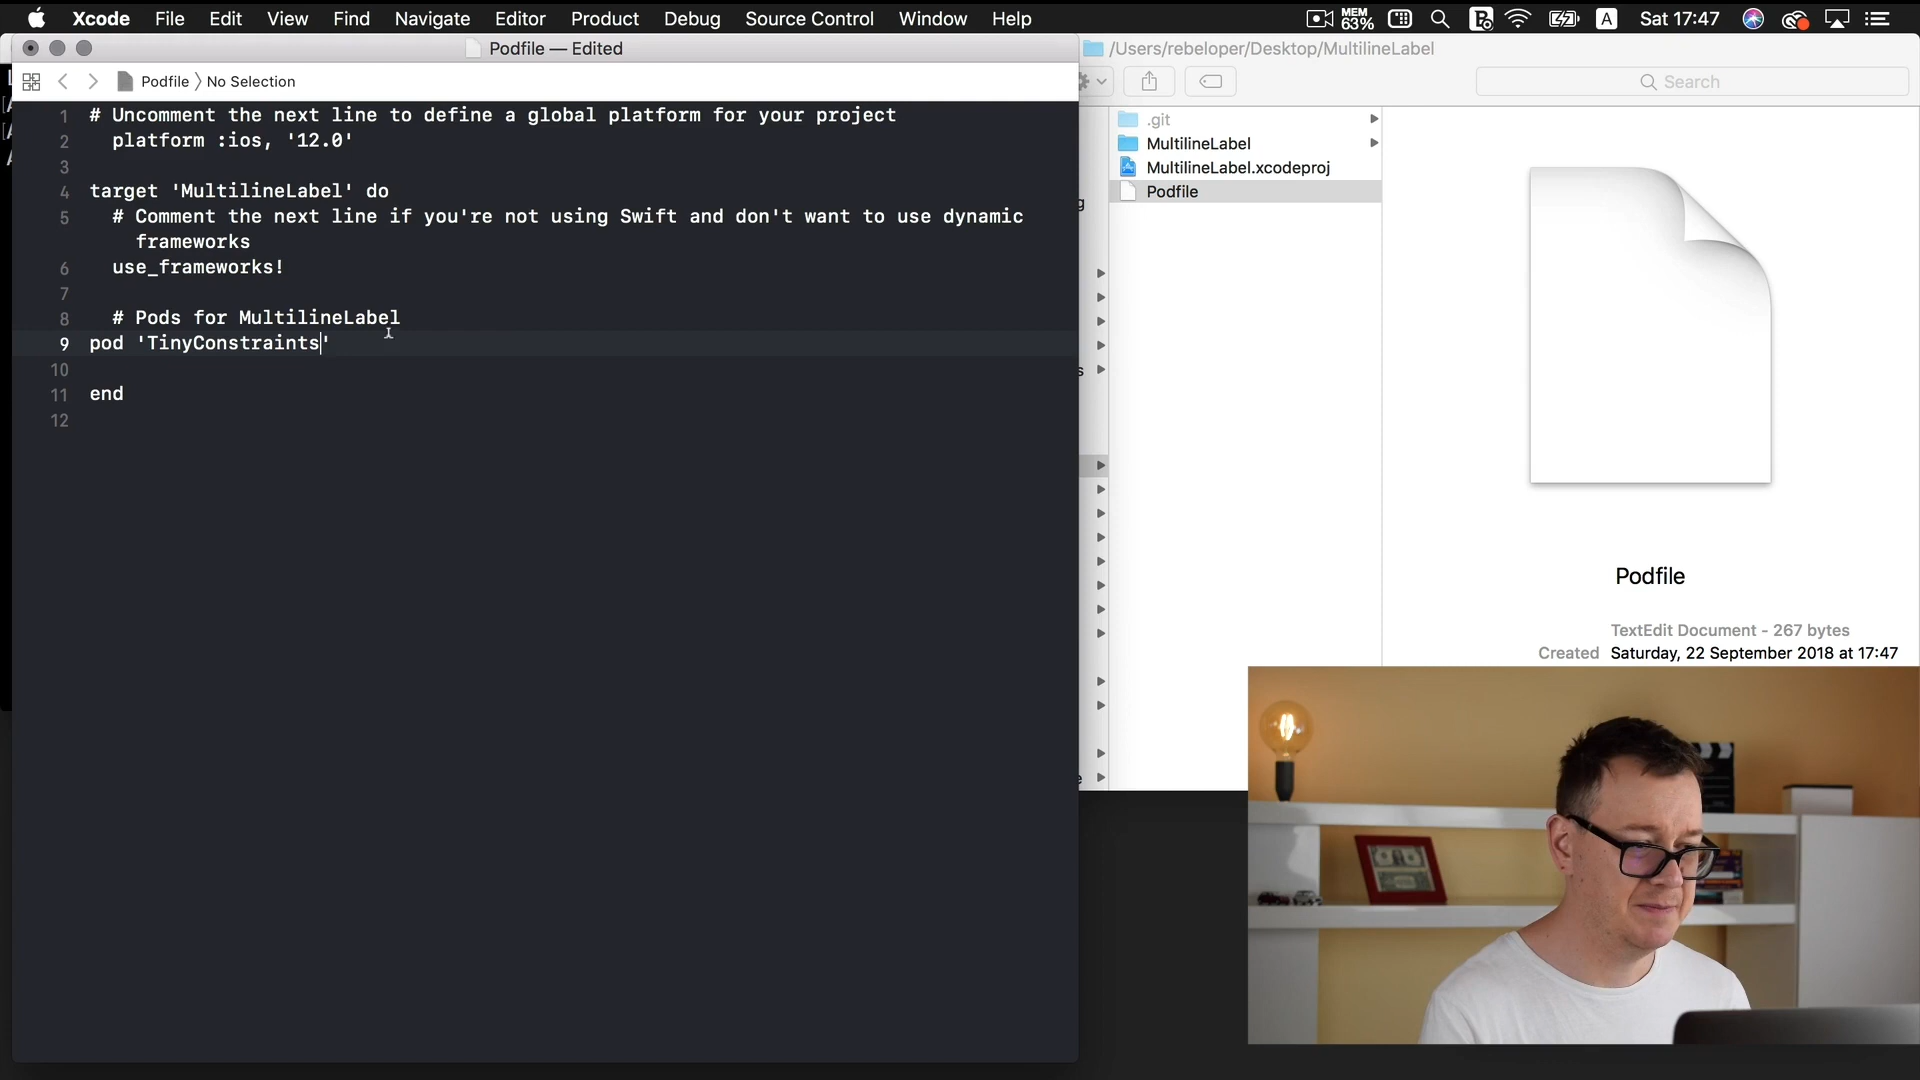 Xcode File Edit View Find Navigate Editor Product Debug Source Control Window Help
MEM 63% A Sat 17:47
Podfile — Edited
/Users/rebeloper/Desktop/MultilineLabel
Podfile No Selection
Search
1 # Uncomment the next line to define a global platform for your project
2 platform :ios, '12.0'
3
4 target 'MultilineLabel' do
5 # Comment the next line if you're not using Swift and don't want to use dynamic
frameworks
6 use_frameworks!
7
8 # Pods for MultilineLabel
9 pod 'TinyConstraints'
10
11 end
12
.git
MultilineLabel
MultilineLabel.xcodeproj
Podfile
Podfile
TextEdit Document - 267 bytes
Created Saturday, 22 September 2018 at 17:47